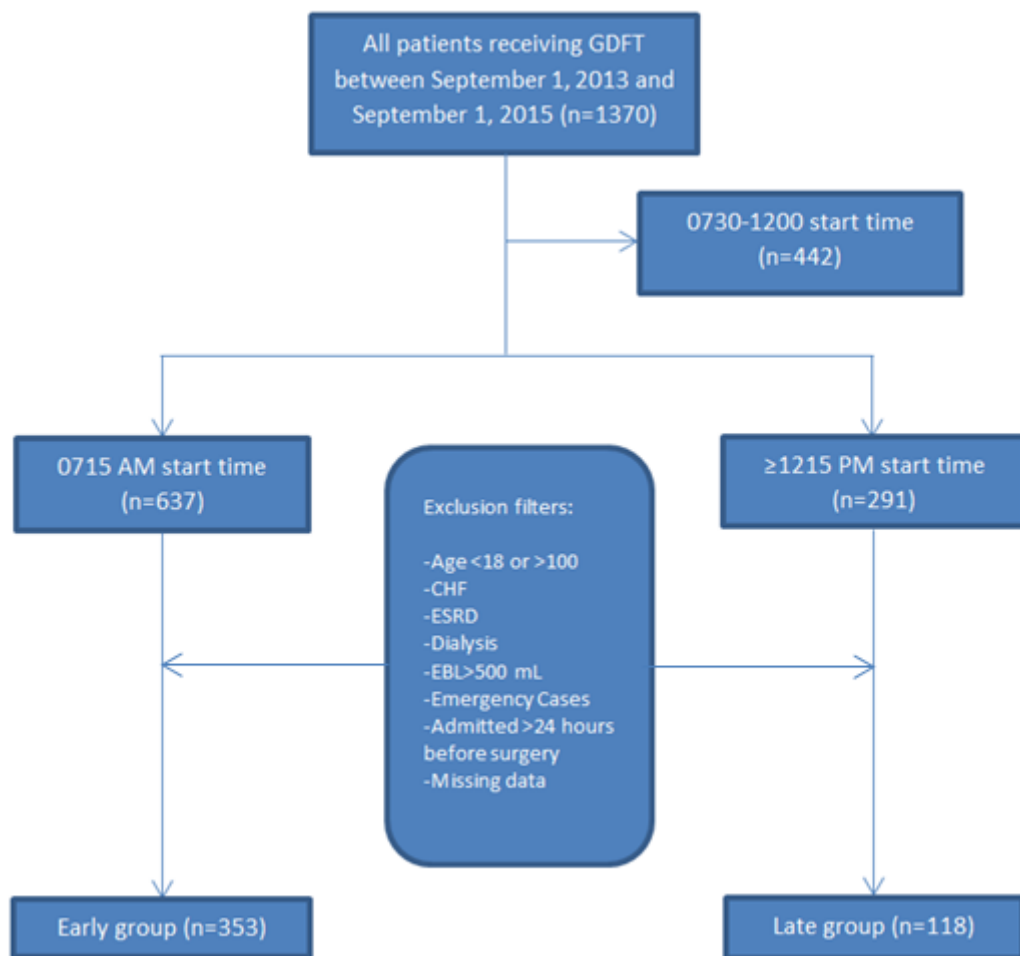 All patients receiving GDFT
between September 1, 2013 and
September 1, 2015 (n=1370)
0730-1200 start time
(n=442)
0715 AM start time
(n=637)
≥1215 PM start time
(n=291)
Exclusion filters:
-Age <18 or >100
-CHF
-ESRD
-Dialysis
-EBL>500 mL
-Emergency Cases
-Admitted >24 hours
before surgery
-Missing data
Early group (n=353)
Late group (n=118)